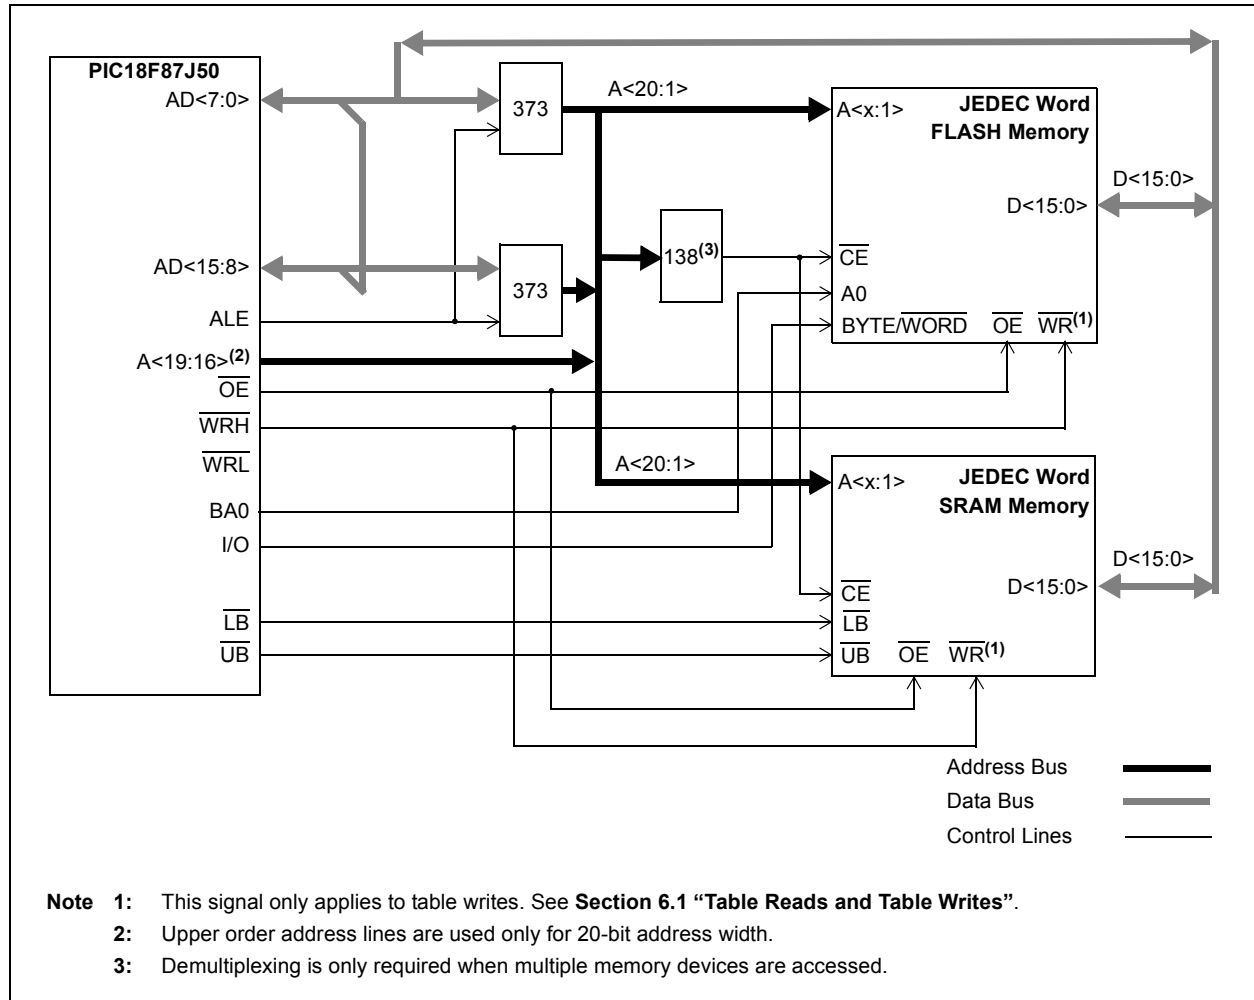 PIC18F87J50
AD<7:0>
AD<15:8>
ALE
A<19:16>(2)
OE
WRH
WRL
BA0
I/O
LB
UB
373
373
A<20:1>
138(3)
A<20:1>
A<x:1>
JEDEC Word
FLASH Memory
D<15:0>
D<15:0>
CE
A0
BYTE/WORD OE WR(1)
A<x:1>
JEDEC Word
SRAM Memory
D<15:0>
D<15:0>
CE
LB
UB OE WR(1)
Address Bus
Data Bus
Control Lines
Note 1: This signal only applies to table writes. See Section 6.1 “Table Reads and Table Writes”.
2: Upper order address lines are used only for 20-bit address width.
3: Demultiplexing is only required when multiple memory devices are accessed.